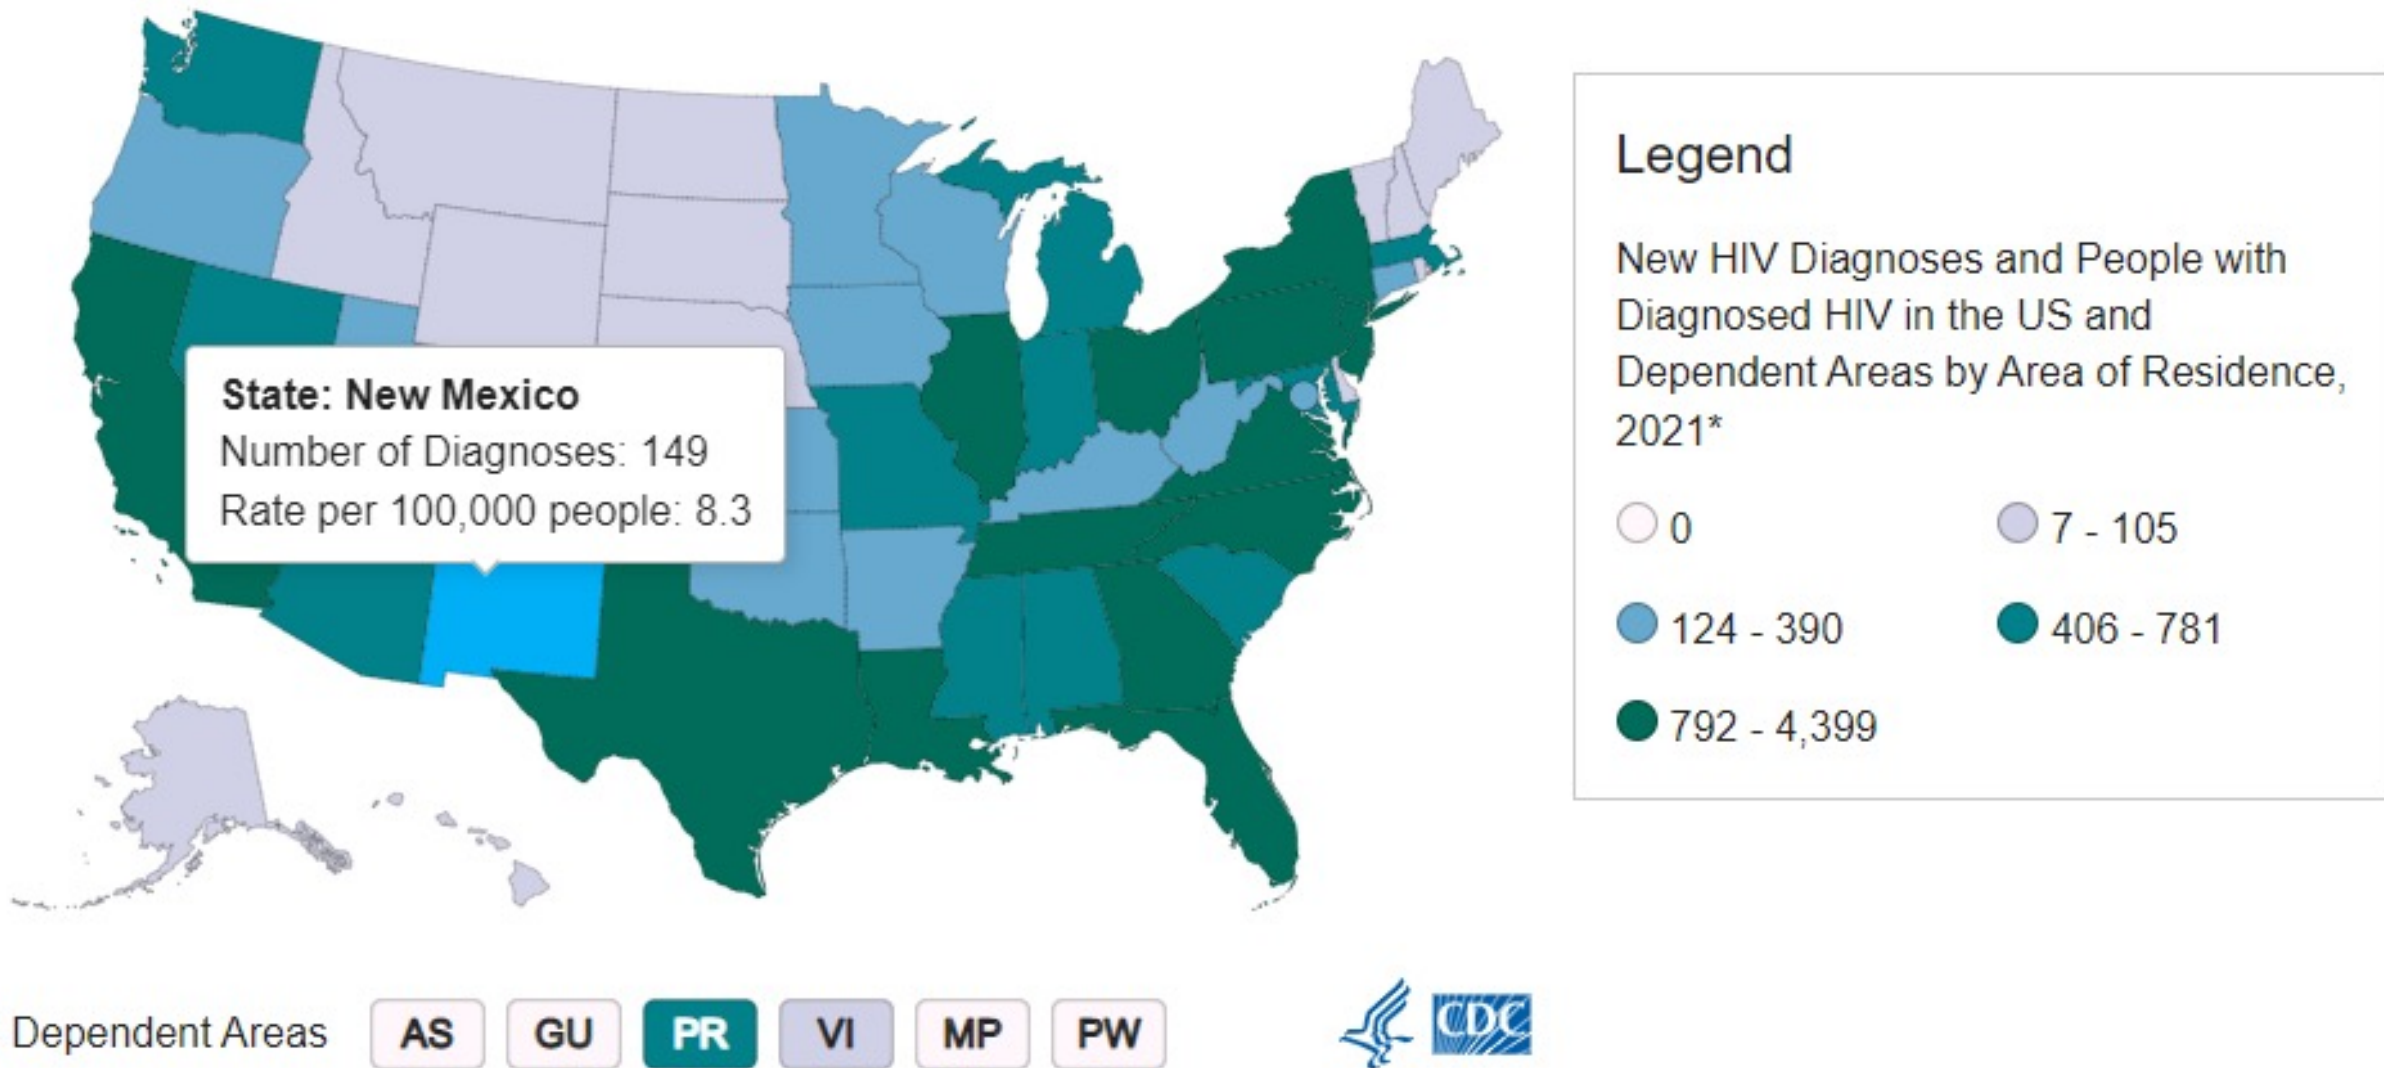 State: New Mexico
Number of Diagnoses: 149
Rate per 100,000 people: 8.3
Legend
New HIV Diagnoses and People with
Diagnosed HIV in the US and
Dependent Areas by Area of Residence,
2021*
0
7 - 105
124 - 390
406 - 781
792 - 4,399
Dependent Areas
AS
GU
PR
VI
MP
PW
CDC